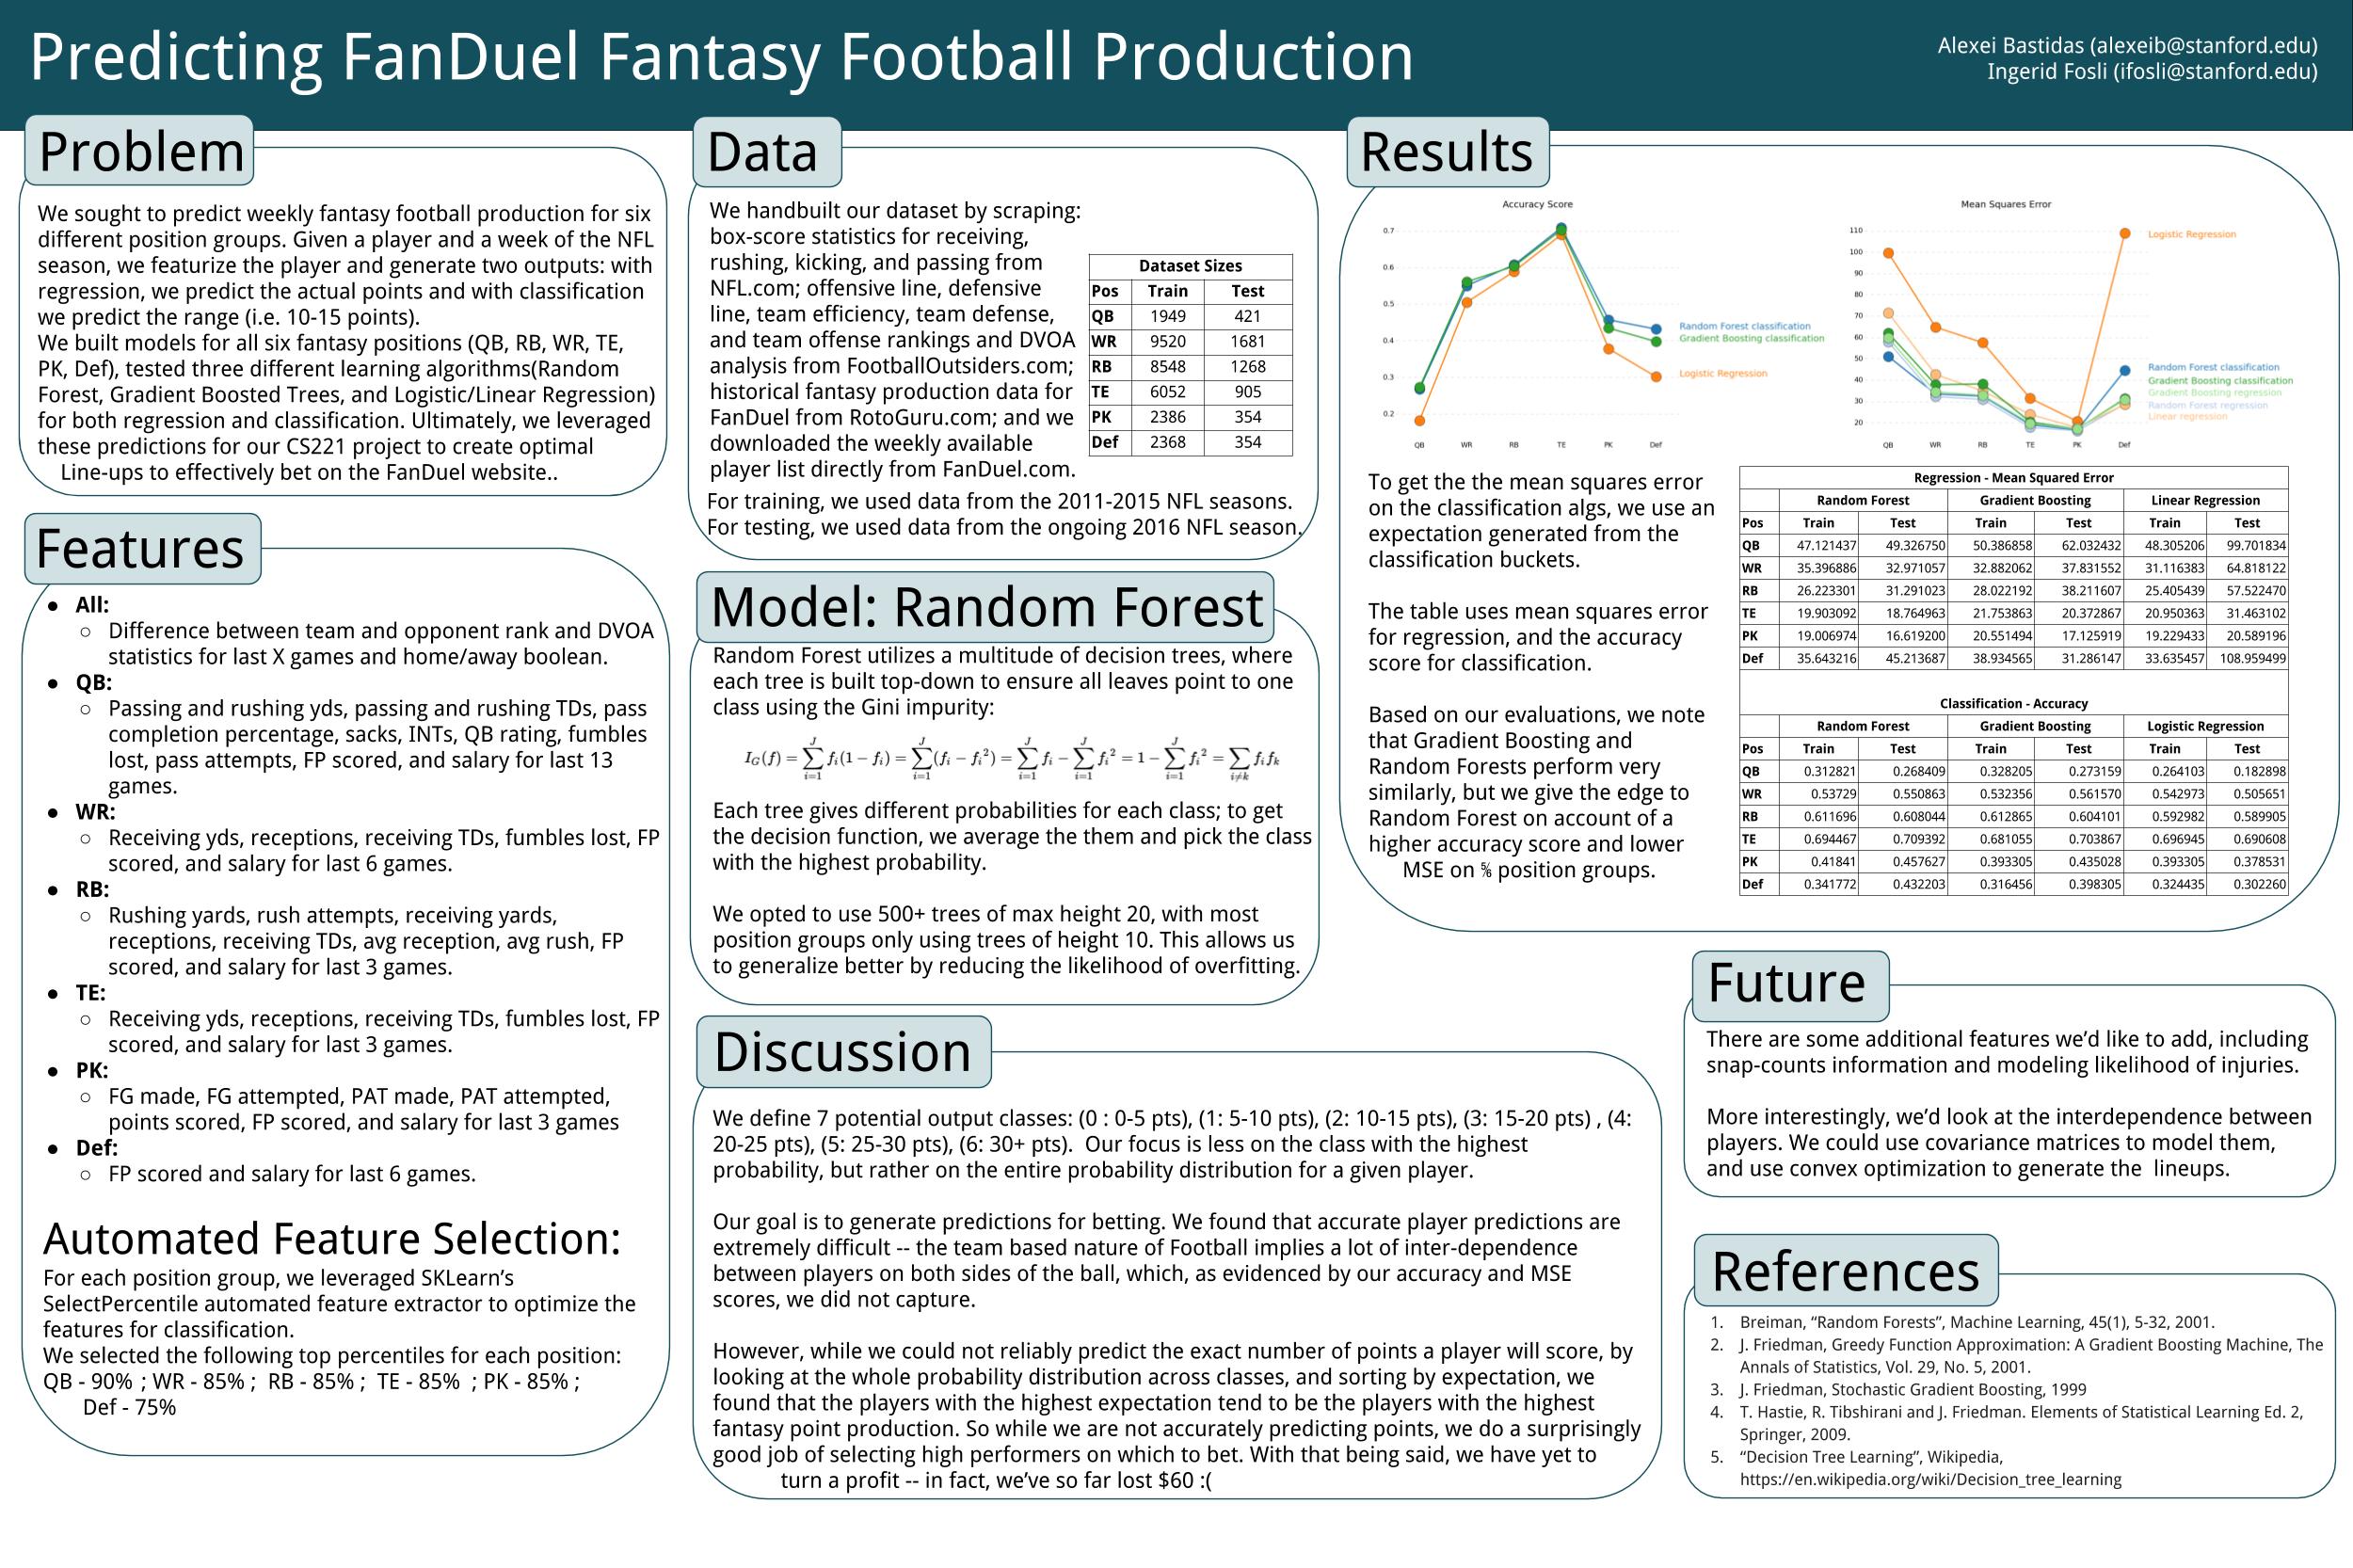 Predicting FanDuel Fantasy Football Production
Alexei Bastidas (alexeib@stanford.edu)
Ingerid Fosli (ifosli@stanford.edu)
Problem
We sought to predict weekly fantasy football production for six
different position groups. Given a player and a week of the NFL
season, we featurize the player and generate two outputs: with
regression, we predict the actual points and with classification
we predict the range (i.e. 10-15 points).
We built models for all six fantasy positions (QB, RB, WR, TE,
PK, Def), tested three different learning algorithms(Random
Forest, Gradient Boosted Trees, and Logistic/Linear Regression)
for both regression and classification. Ultimately, we leveraged
these predictions for our CS221 project to create optimal
Line-ups to effectively bet on the FanDuel website..
Features
● All:
○ Difference between team and opponent rank and DVOA
statistics for last X games and home/away boolean.
● QB:
○ Passing and rushing yds, passing and rushing TDs, pass
completion percentage, sacks, INTs, QB rating, fumbles
lost, pass attempts, FP scored, and salary for last 13
games.
● WR:
○ Receiving yds, receptions, receiving TDs, fumbles lost, FP
scored, and salary for last 6 games.
● RB:
○ Rushing yards, rush attempts, receiving yards,
receptions, receiving TDs, avg reception, avg rush, FP
scored, and salary for last 3 games.
● TE:
○ Receiving yds, receptions, receiving TDs, fumbles lost, FP
scored, and salary for last 3 games.
● PK:
○ FG made, FG attempted, PAT made, PAT attempted,
points scored, FP scored, and salary for last 3 games
● Def:
○ FP scored and salary for last 6 games.
Automated Feature Selection:
For each position group, we leveraged SKLearn’s
SelectPercentile automated feature extractor to optimize the
features for classification.
We selected the following top percentiles for each position:
QB - 90% ; WR - 85% ; RB - 85% ; TE - 85% ; PK - 85% ;
Def - 75%
Data
We handbuilt our dataset by scraping:
box-score statistics for receiving,
rushing, kicking, and passing from
NFL.com; offensive line, defensive
line, team efficiency, team defense,
and team offense rankings and DVOA
analysis from FootballOutsiders.com;
historical fantasy production data for
FanDuel from RotoGuru.com; and we
downloaded the weekly available
player list directly from FanDuel.com.
For training, we used data from the 2011-2015 NFL seasons.
For testing, we used data from the ongoing 2016 NFL season.
Dataset Sizes
Pos Train Test
QB 1949 421
WR 9520 1681
RB 8548 1268
TE 6052 905
PK 2386 354
Def 2368 354
Model: Random Forest
Random Forest utilizes a multitude of decision trees, where
each tree is built top-down to ensure all leaves point to one
class using the Gini impurity:
I_G(f) = ∑_{i=1}^{J} f_i(1 − f_i) = ∑_{i=1}^{J} (f_i − f_i²) = ∑_{i=1}^{J} f_i − ∑_{i=1}^{J} f_i² = 1 − ∑_{i=1}^{J} f_i² = ∑_{i≠k} f_i f_k
Each tree gives different probabilities for each class; to get
the decision function, we average the them and pick the class
with the highest probability.
We opted to use 500+ trees of max height 20, with most
position groups only using trees of height 10. This allows us
to generalize better by reducing the likelihood of overfitting.
Discussion
We define 7 potential output classes: (0 : 0-5 pts), (1: 5-10 pts), (2: 10-15 pts), (3: 15-20 pts) , (4:
20-25 pts), (5: 25-30 pts), (6: 30+ pts). Our focus is less on the class with the highest
probability, but rather on the entire probability distribution for a given player.
Our goal is to generate predictions for betting. We found that accurate player predictions are
extremely difficult -- the team based nature of Football implies a lot of inter-dependence
between players on both sides of the ball, which, as evidenced by our accuracy and MSE
scores, we did not capture.
However, while we could not reliably predict the exact number of points a player will score, by
looking at the whole probability distribution across classes, and sorting by expectation, we
found that the players with the highest expectation tend to be the players with the highest
fantasy point production. So while we are not accurately predicting points, we do a surprisingly
good job of selecting high performers on which to bet. With that being said, we have yet to
turn a profit -- in fact, we’ve so far lost $60 :(
Results
Accuracy Score
0.7
0.6
0.5
0.4
0.3
0.2
QB WR RB TE PK Def
Random Forest classification
Gradient Boosting classification
Logistic Regression
Mean Squares Error
110
100
90
80
70
60
50
40
30
20
QB WR RB TE PK Def
Logistic Regression
Random Forest classification
Gradient Boosting classification
Gradient Boosting regression
Random Forest regression
Linear regression
To get the the mean squares error
on the classification algs, we use an
expectation generated from the
classification buckets.
The table uses mean squares error
for regression, and the accuracy
score for classification.
Based on our evaluations, we note
that Gradient Boosting and
Random Forests perform very
similarly, but we give the edge to
Random Forest on account of a
higher accuracy score and lower
MSE on ⅚ position groups.
Regression - Mean Squared Error
Random Forest Gradient Boosting Linear Regression
Pos Train Test Train Test Train Test
QB 47.121437 49.326750 50.386858 62.032432 48.305206 99.701834
WR 35.396886 32.971057 32.882062 37.831552 31.116383 64.818122
RB 26.223301 31.291023 28.022192 38.211607 25.405439 57.522470
TE 19.903092 18.764963 21.753863 20.372867 20.950363 31.463102
PK 19.006974 16.619200 20.551494 17.125919 19.229433 20.589196
Def 35.643216 45.213687 38.934565 31.286147 33.635457 108.959499
Classification - Accuracy
Random Forest Gradient Boosting Logistic Regression
Pos Train Test Train Test Train Test
QB 0.312821 0.268409 0.328205 0.273159 0.264103 0.182898
WR 0.53729 0.550863 0.532356 0.561570 0.542973 0.505651
RB 0.611696 0.608044 0.612865 0.604101 0.592982 0.589905
TE 0.694467 0.709392 0.681055 0.703867 0.696945 0.690608
PK 0.41841 0.457627 0.393305 0.435028 0.393305 0.378531
Def 0.341772 0.432203 0.316456 0.398305 0.324435 0.302260
Future
There are some additional features we’d like to add, including
snap-counts information and modeling likelihood of injuries.
More interestingly, we’d look at the interdependence between
players. We could use covariance matrices to model them,
and use convex optimization to generate the lineups.
References
1. Breiman, “Random Forests”, Machine Learning, 45(1), 5-32, 2001.
2. J. Friedman, Greedy Function Approximation: A Gradient Boosting Machine, The
Annals of Statistics, Vol. 29, No. 5, 2001.
3. J. Friedman, Stochastic Gradient Boosting, 1999
4. T. Hastie, R. Tibshirani and J. Friedman. Elements of Statistical Learning Ed. 2,
Springer, 2009.
5. “Decision Tree Learning”, Wikipedia,
https://en.wikipedia.org/wiki/Decision_tree_learning